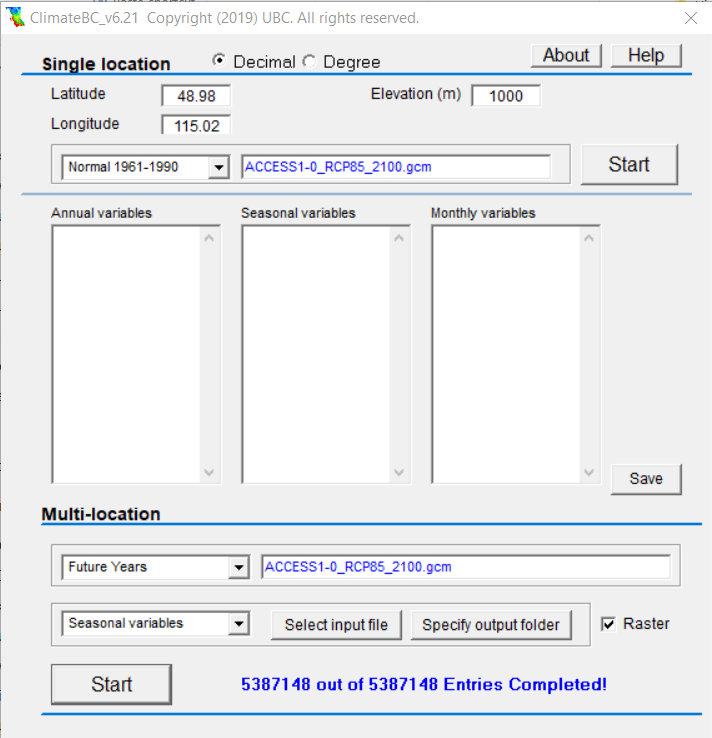 ClimateBC_v6.21 Copyright (2019) UBC. All rights reserved.
Single location Decimal Degree About Help
Latitude 48.98 Elevation (m) 1000
Longitude 115.02
Normal 1961-1990 ACCESS1-0_RCP85_2100.gcm Start
Annual variables Seasonal variables Monthly variables
Save
Multi-location
Future Years ACCESS1-0_RCP85_2100.gcm
Seasonal variables Select input file Specify output folder Raster
Start 5387148 out of 5387148 Entries Completed!